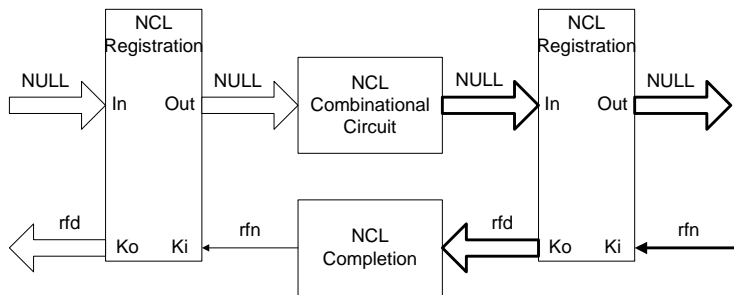 NCL
Registration
NCL
Registration
NULL
NULL
NCL
Combinational
Circuit
NULL
NULL
In
Out
In
Out
rfd
rfn
NCL
Completion
rfd
rfn
Ko
Ki
Ko
Ki